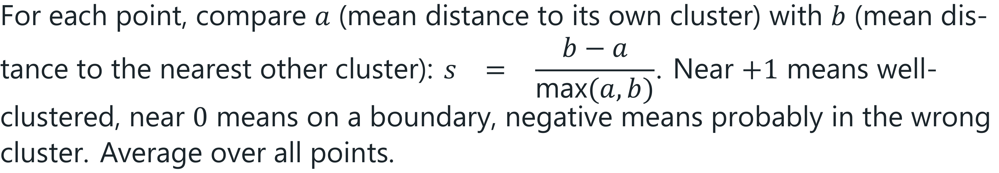 For each point, compare a (mean distance to its own cluster) with b (mean dis-
tance to the nearest other cluster): s = \frac{b - a}{\max(a, b)}. Near +1 means well-
clustered, near 0 means on a boundary, negative means probably in the wrong
cluster. Average over all points.